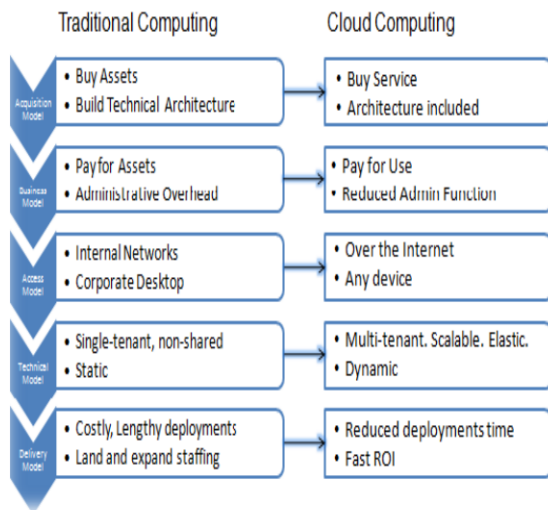 Traditional Computing
Cloud Computing
Acquisition
Model
• Buy Assets
• Build Technical Architecture
• Buy Service
• Architecture included
Business
Model
• Pay for Assets
• Administrative Overhead
• Pay for Use
• Reduced Admin Function
Access
Model
• Internal Networks
• Corporate Desktop
• Over the Internet
• Any device
Technical
Model
• Single-tenant, non-shared
• Static
• Multi-tenant. Scalable. Elastic.
• Dynamic
Delivery
Model
• Costly, Lengthy deployments
• Land and expand staffing
• Reduced deployments time
• Fast ROI